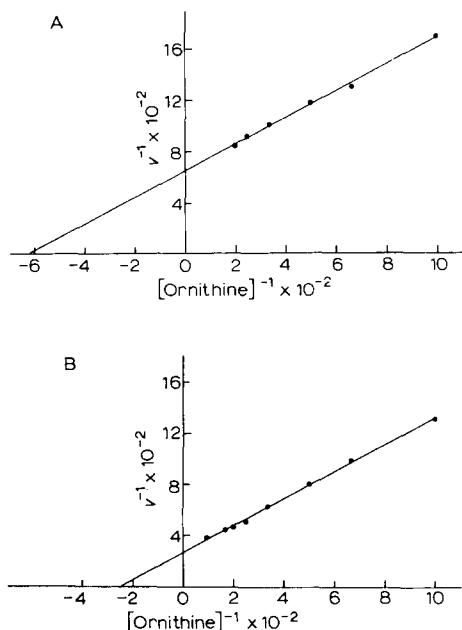 A
16
12
8
4
v⁻¹ × 10⁻²
-6 -4 -2 0 2 4 6 8 10
[Ornithine]⁻¹ × 10⁻²
B
16
12
8
4
v⁻¹ × 10⁻²
-4 -2 0 2 4 6 8 10
[Ornithine]⁻¹ × 10⁻²